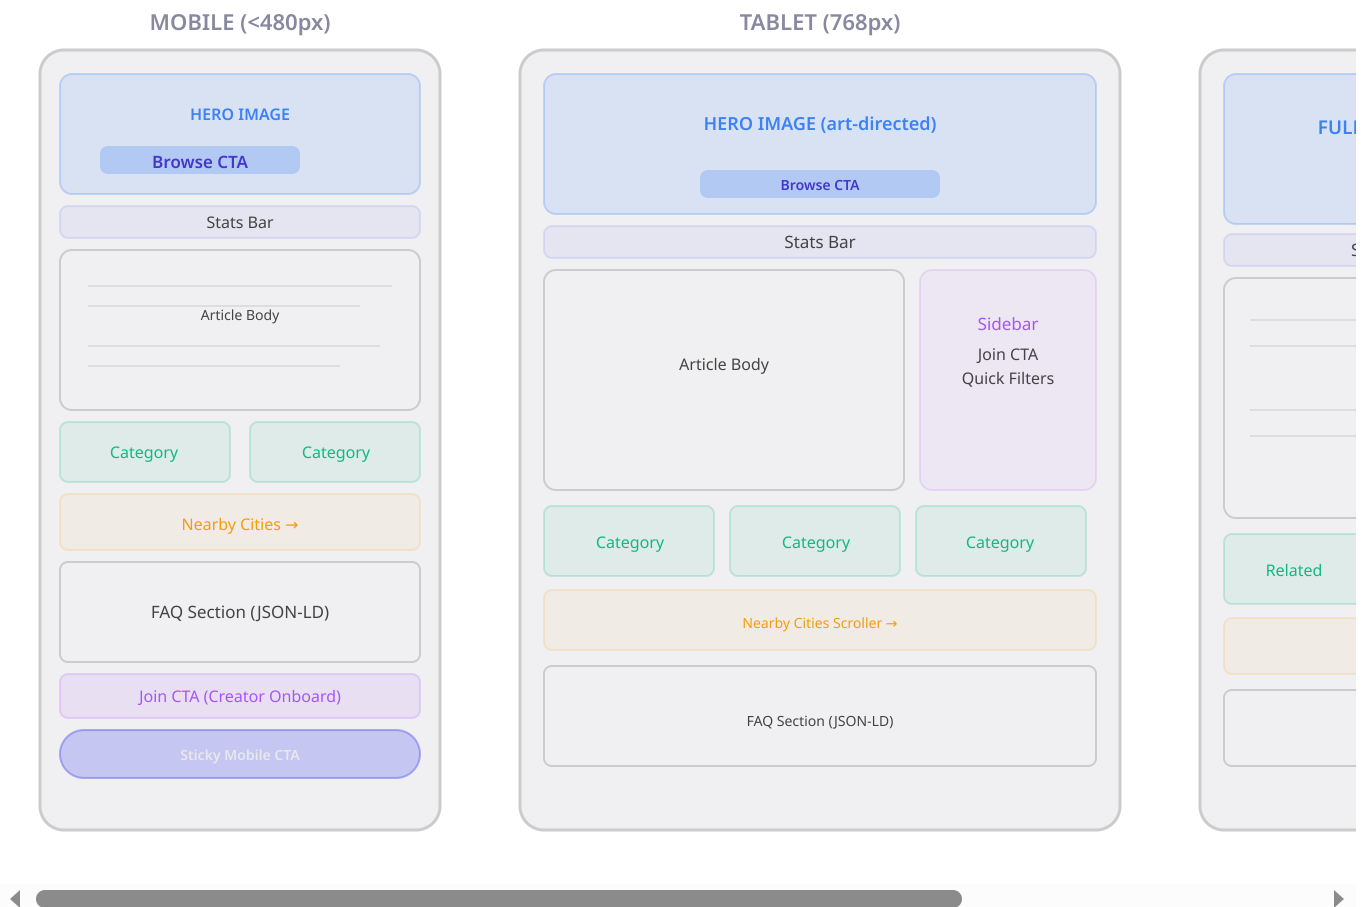 MOBILE (<480px)
HERO IMAGE
Browse CTA
Stats Bar
Article Body
Category
Category
Nearby Cities →
FAQ Section (JSON-LD)
Join CTA (Creator Onboard)
Sticky Mobile CTA
TABLET (768px)
HERO IMAGE (art-directed)
Browse CTA
Stats Bar
Article Body
Sidebar
Join CTA
Quick Filters
Category
Category
Category
Nearby Cities Scroller →
FAQ Section (JSON-LD)
Related